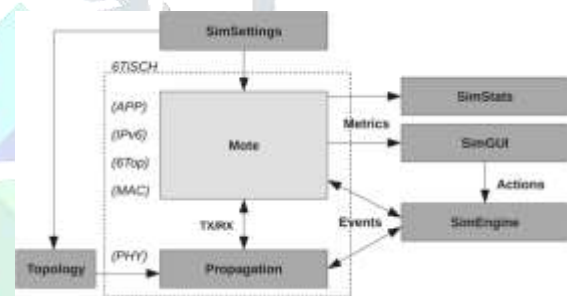 SimSettings
6TiSCH
(APP)
SimStats
Metrics
(IPv6)
Mote
SimGUI
(6Top)
Actions
(MAC)
TX/RX
Events
SimEngine
(PHY)
Topology
Propagation